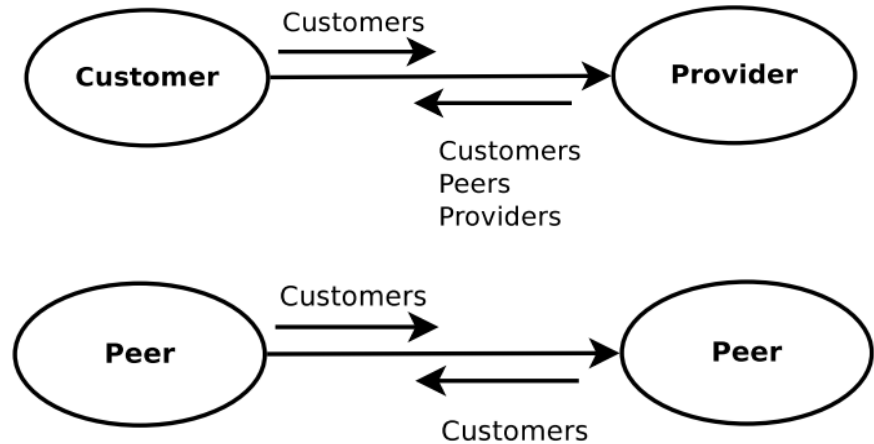 Customers
Customer
Provider
Customers
Peers
Providers
Customers
Peer
Peer
Customers